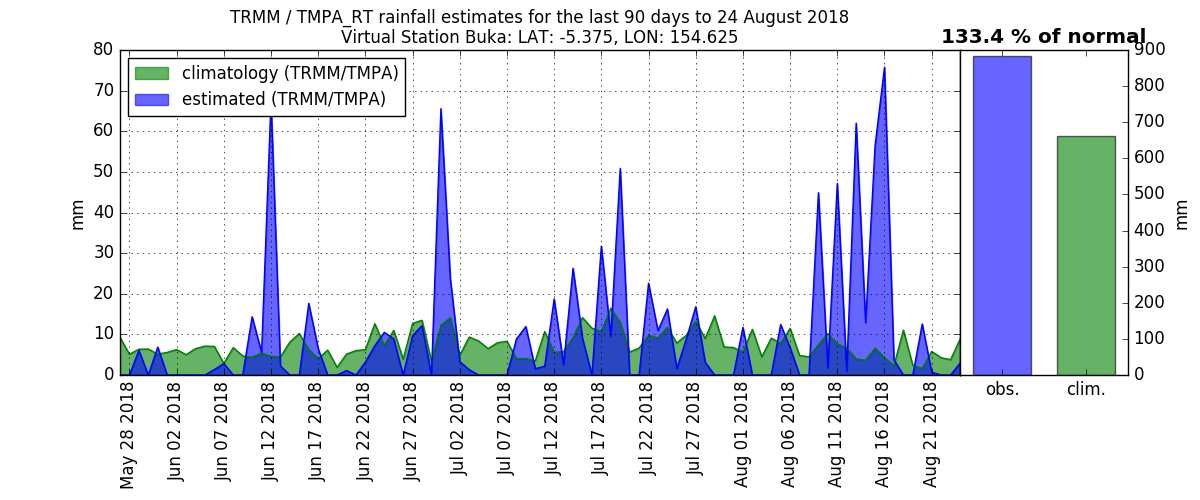 TRMM / TMPA_RT rainfall estimates for the last 90 days to 24 August 2018
Virtual Station Buka: LAT: -5.375, LON: 154.625
133.4 % of normal
climatology (TRMM/TMPA)
estimated (TRMM/TMPA)
mm
80
70
60
50
40
30
20
10
0
May 28 2018
Jun 02 2018
Jun 07 2018
Jun 12 2018
Jun 17 2018
Jun 22 2018
Jun 27 2018
Jul 02 2018
Jul 07 2018
Jul 12 2018
Jul 17 2018
Jul 22 2018
Jul 27 2018
Aug 01 2018
Aug 06 2018
Aug 11 2018
Aug 16 2018
Aug 21 2018
obs.
clim.
900
800
700
600
500
400
300
200
100
0
mm